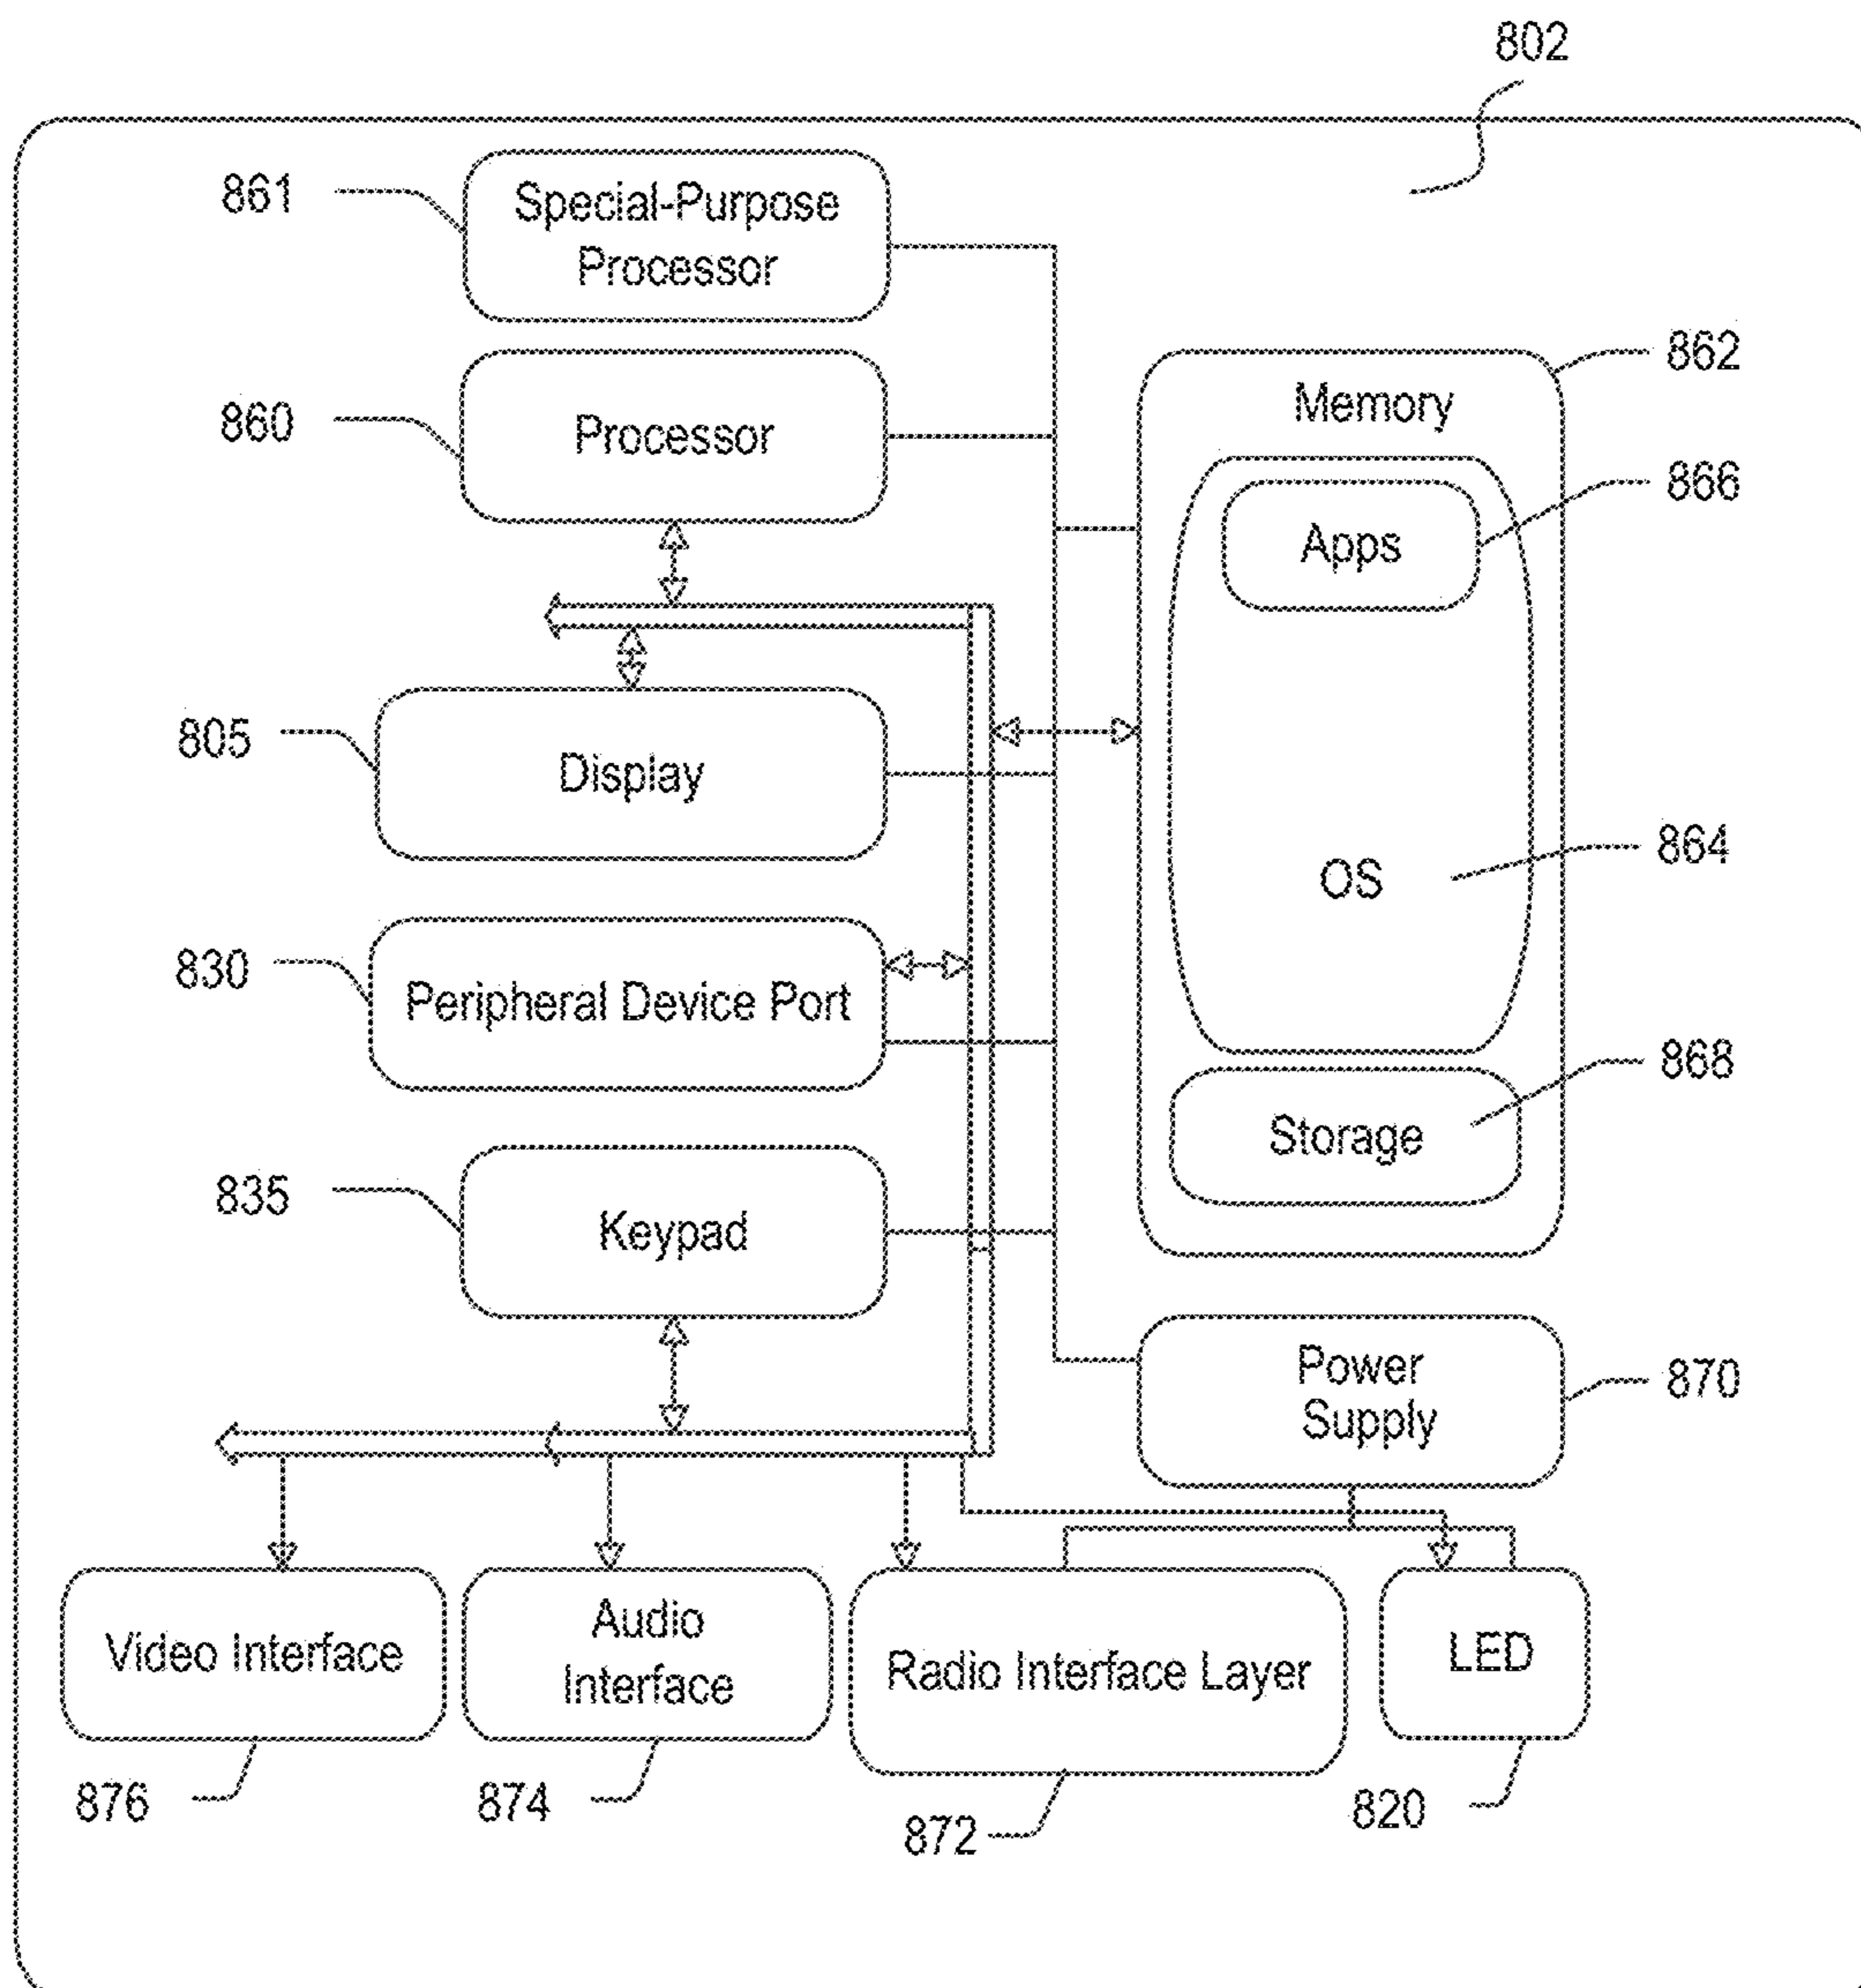 802
861
Special-Purpose
Processor
862
Memory
860
Processor
866
Apps
805
Display
864
OS
830
Peripheral Device Port
868
Storage
835
Keypad
870
Power
Supply
Video Interface
Audio
Interface
Radio Interface Layer
LED
876
874
872
820